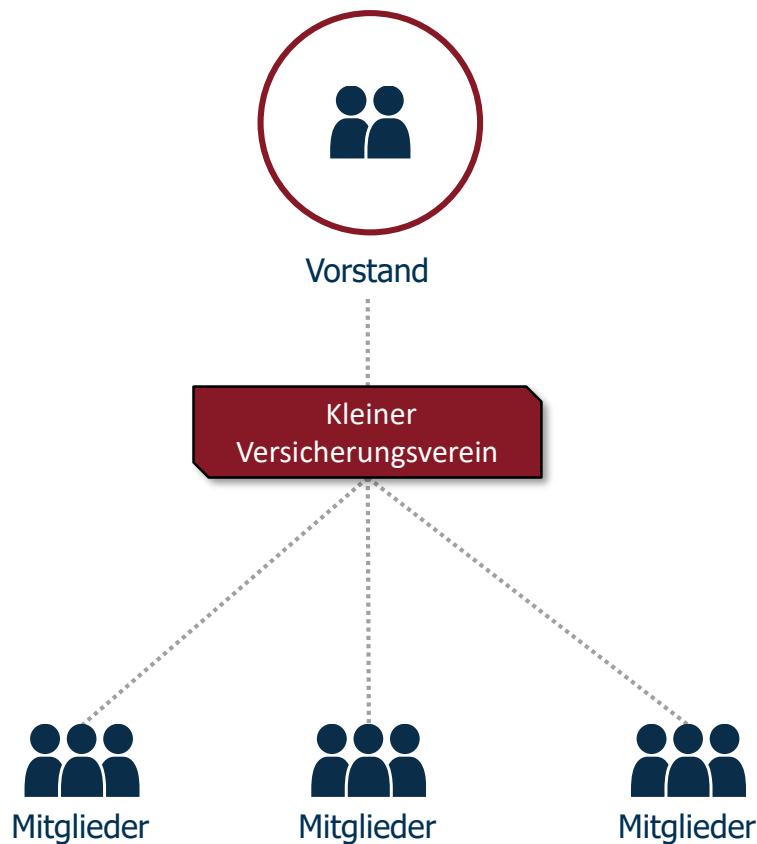 Vorstand
Kleiner
Versicherungsverein
Mitglieder
Mitglieder
Mitglieder